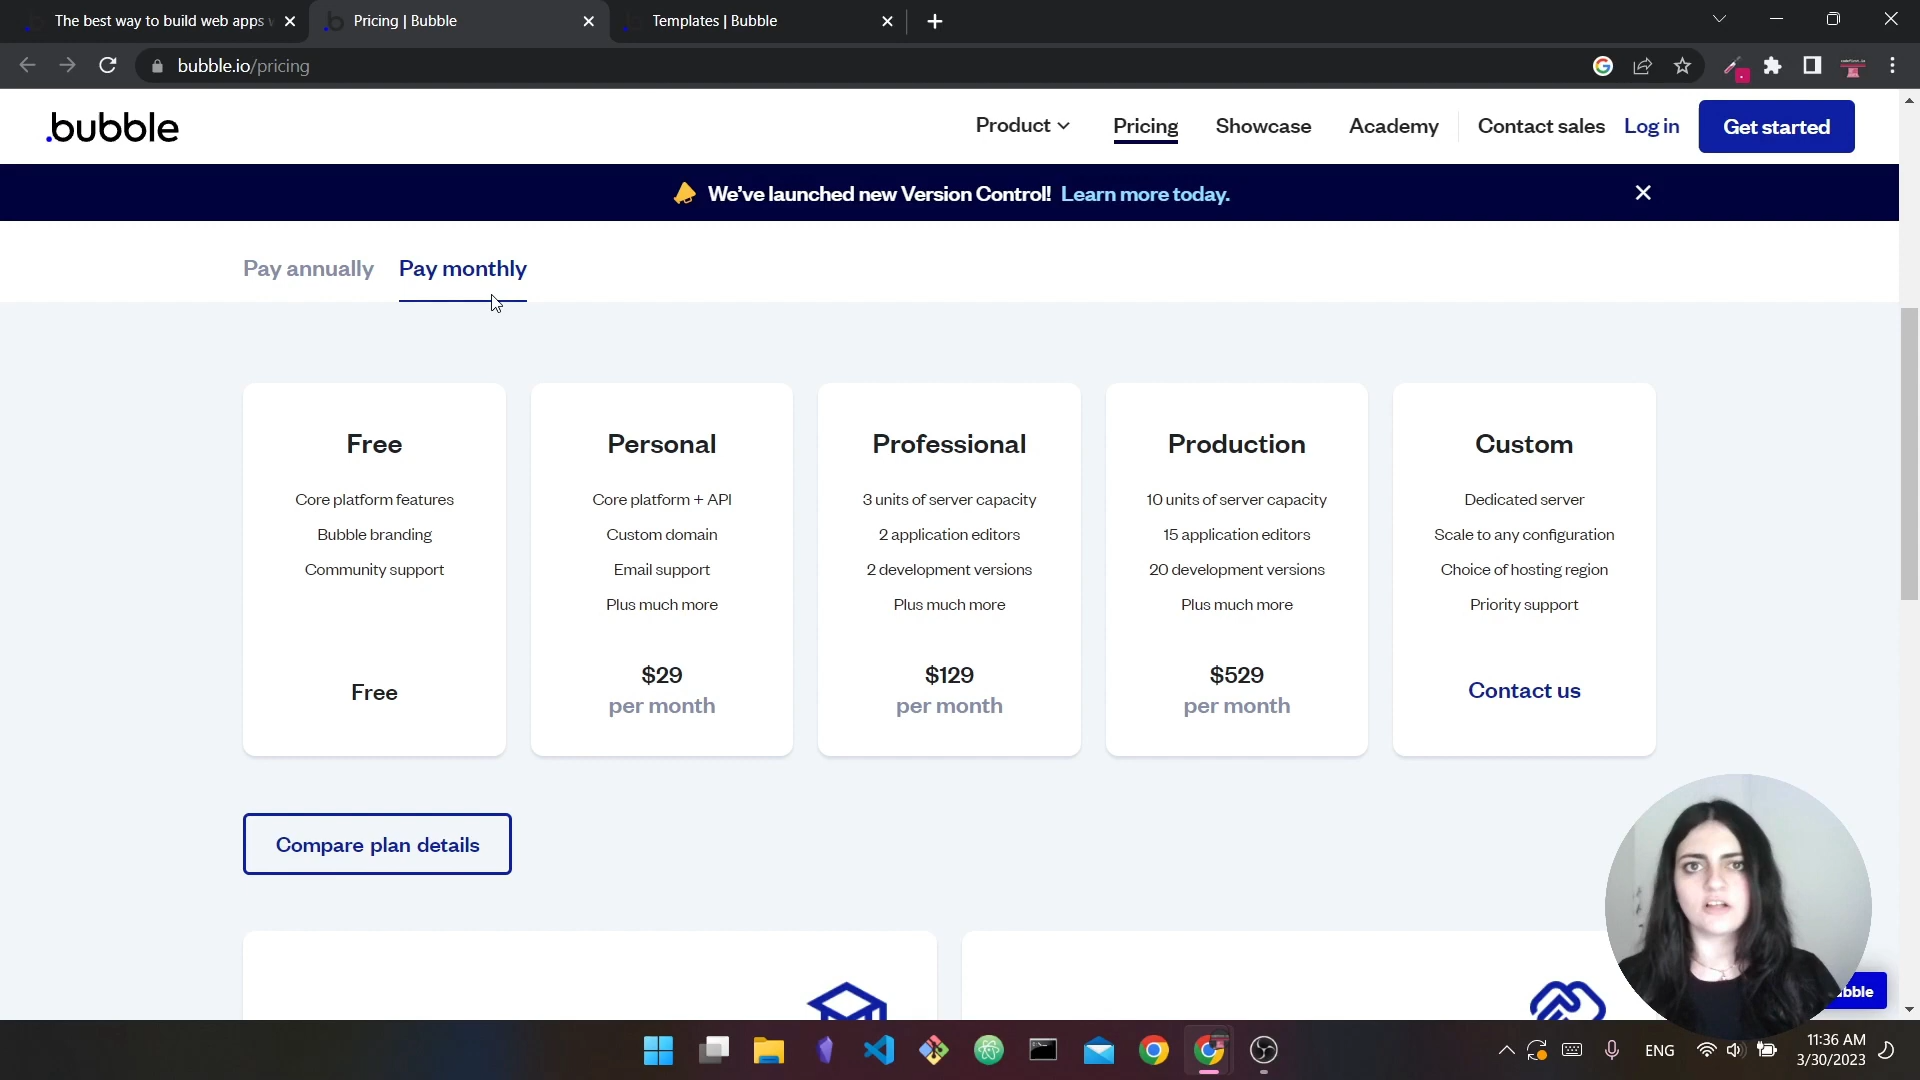 The best way to build web apps
Pricing | Bubble
Templates | Bubble
bubble.io/pricing
.bubble
Product
Pricing
Showcase
Academy
Contact sales
Log in
Get started
We've launched new Version Control! Learn more today.
Pay annually
Pay monthly
Free
Core platform features
Bubble branding
Community support
Free
Personal
Core platform + API
Custom domain
Email support
Plus much more
$29
per month
Professional
3 units of server capacity
2 application editors
2 development versions
Plus much more
$129
per month
Production
10 units of server capacity
15 application editors
20 development versions
Plus much more
$529
per month
Custom
Dedicated server
Scale to any configuration
Choice of hosting region
Priority support
Contact us
Compare plan details
ENG
11:36 AM
3/30/2023